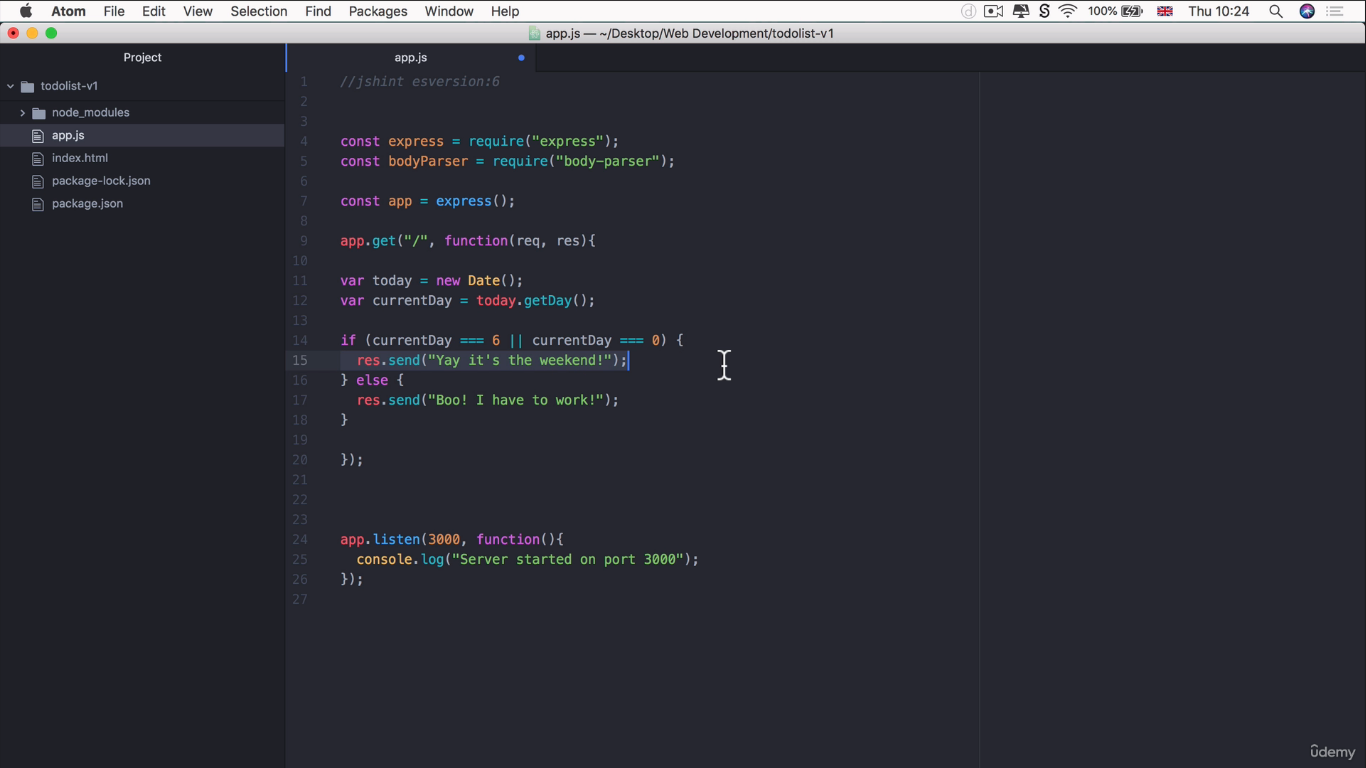 Atom File Edit View Selection Find Packages Window Help 100% Thu 10:24
app.js — ~/Desktop/Web Development/todolist-v1
Project
app.js
todolist-v1
node_modules
app.js
index.html
package-lock.json
package.json
1 //jshint esversion:6
2
3
4 const express = require("express");
5 const bodyParser = require("body-parser");
6
7 const app = express();
8
9 app.get("/", function(req, res){
10
11 var today = new Date();
12 var currentDay = today.getDay();
13
14 if (currentDay === 6 || currentDay === 0) {
15   res.send("Yay it's the weekend!");
16 } else {
17   res.send("Boo! I have to work!");
18 }
19
20 });
21
22
23
24 app.listen(3000, function(){
25   console.log("Server started on port 3000");
26 });
27
ûdemy